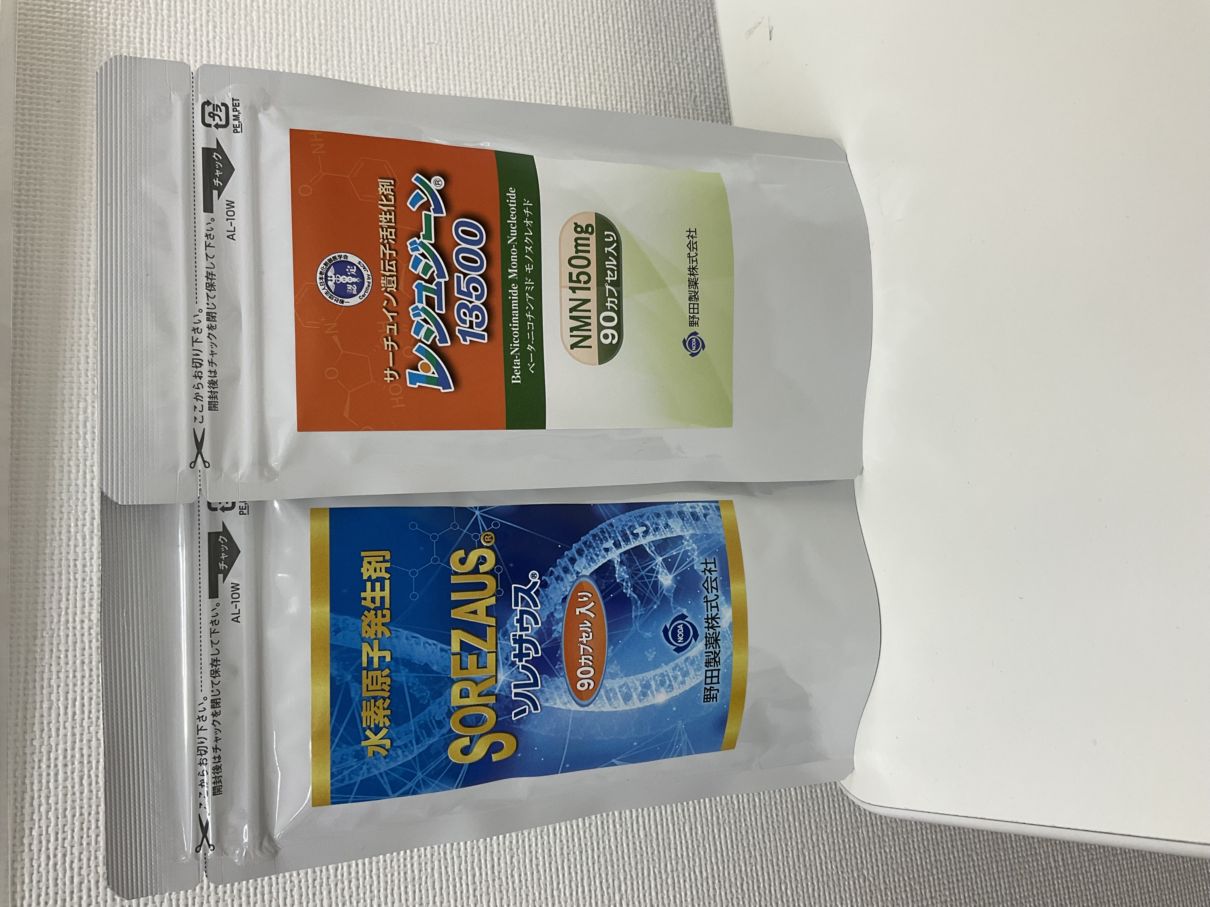 ここからお切り下さい。
開封後はチャックを閉じて保存して下さい。
チャック
AL-10W
水素原子発生剤
SOREZAUS®
ソレサウス®
90カプセル入り
NODA
野田製薬株式会社
ここからお切り下さい。
開封後はチャックを閉じて保存して下さい。
チャック
AL-10W
プラ
PE,M,PET
サーチュイン遺伝子活性化剤
レジュジーン®
13500
Beta-Nicotinamide Mono-Nucleotide
ベータ-ニコチンアミド モノヌクレオチド
NMN150mg
90カプセル入り
NODA
野田製薬株式会社